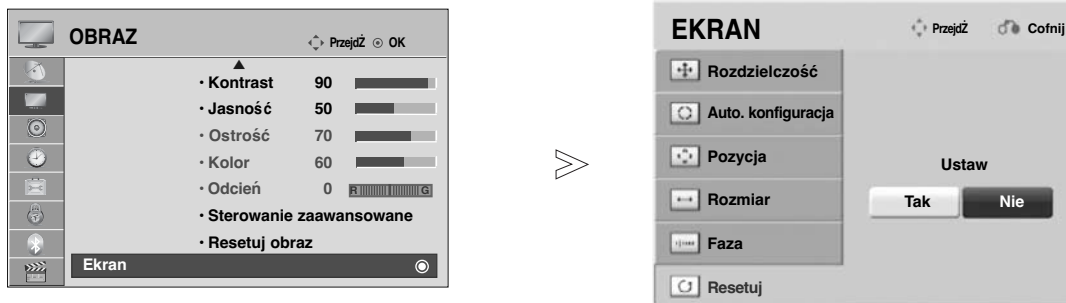 OBRAZ
PrzejdŹ OK
• Kontrast 90
• Jasność 50
• Ostrość 70
• Kolor 60
• Odcień 0 R G
• Sterowanie zaawansowane
• Resetuj obraz
Ekran
EKRAN
PrzejdŹ Cofnij
Rozdzielczość
Auto. konfiguracja
Pozycja
Rozmiar
Faza
Resetuj
Ustaw
Tak Nie